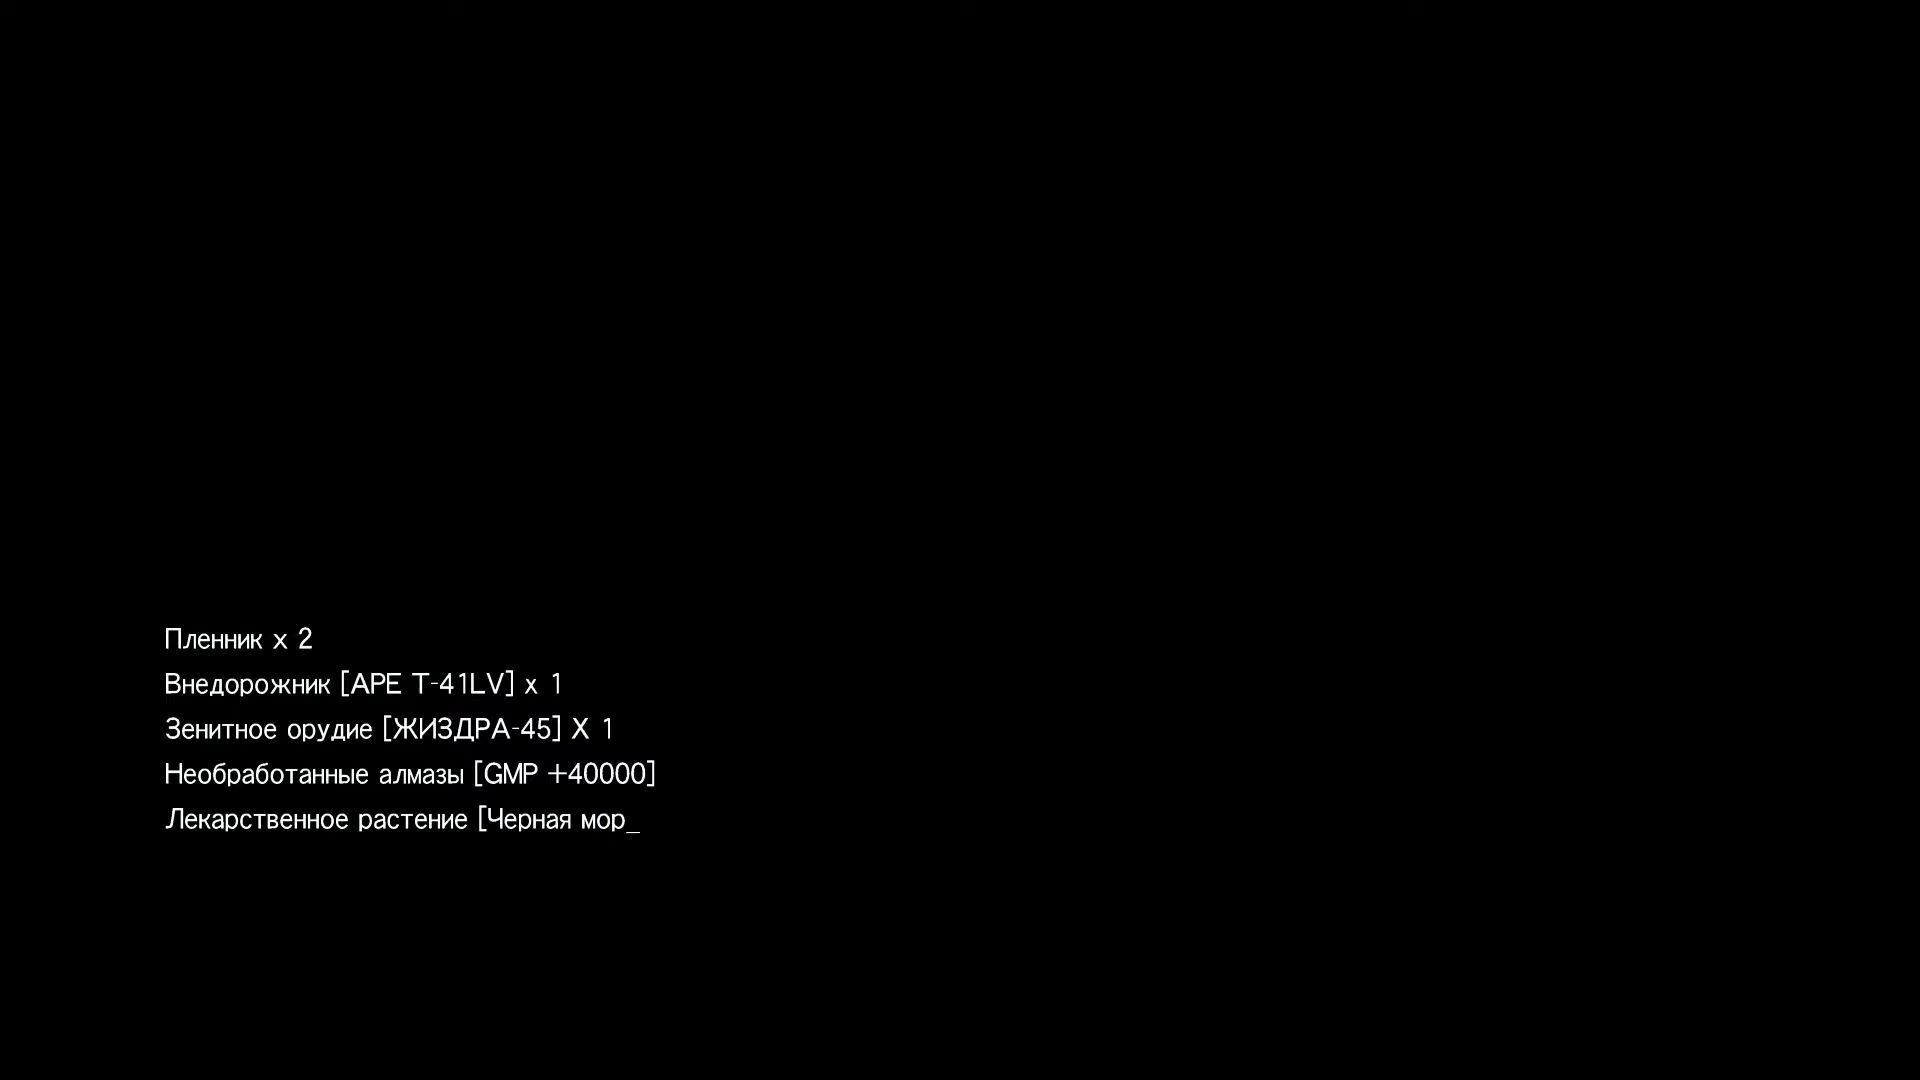 Пленник x 2
Внедорожник [APE T-41LV] x 1
Зенитное орудие [ЖИЗДРА-45] X 1
Необработанные алмазы [GMP +40000]
Лекарственное растение [Черная мор_